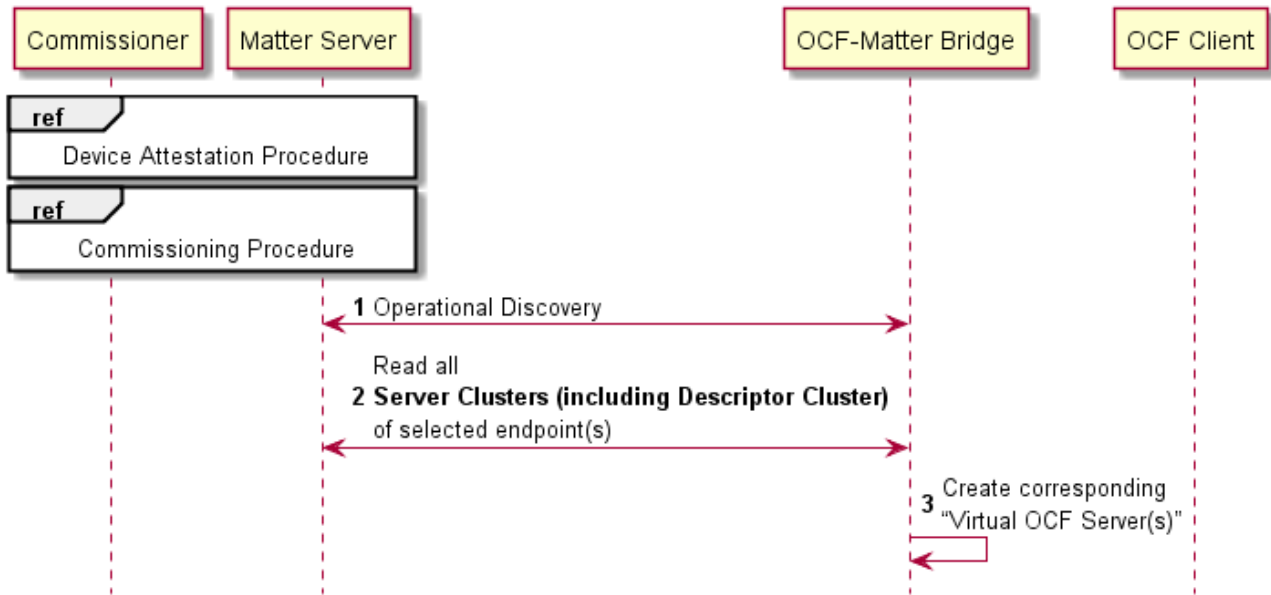 Commissioner
Matter Server
OCF-Matter Bridge
OCF Client
ref
Device Attestation Procedure
ref
Commissioning Procedure
1 Operational Discovery
Read all
2 Server Clusters (including Descriptor Cluster)
of selected endpoint(s)
Create corresponding
3
“Virtual OCF Server(s)”